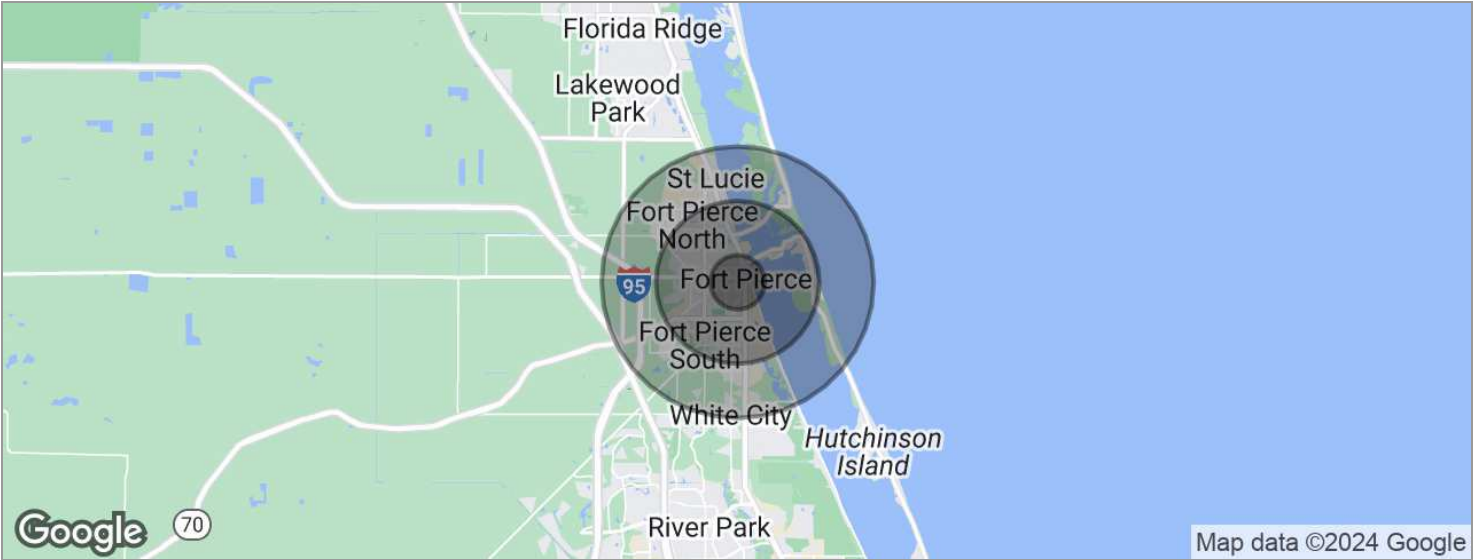 Florida Ridge
Lakewood
Park
St Lucie
Fort Pierce
North
Fort Pierce
95
Fort Pierce
South
White City
Hutchinson
Island
River Park
70
Google
Map data ©2024 Google